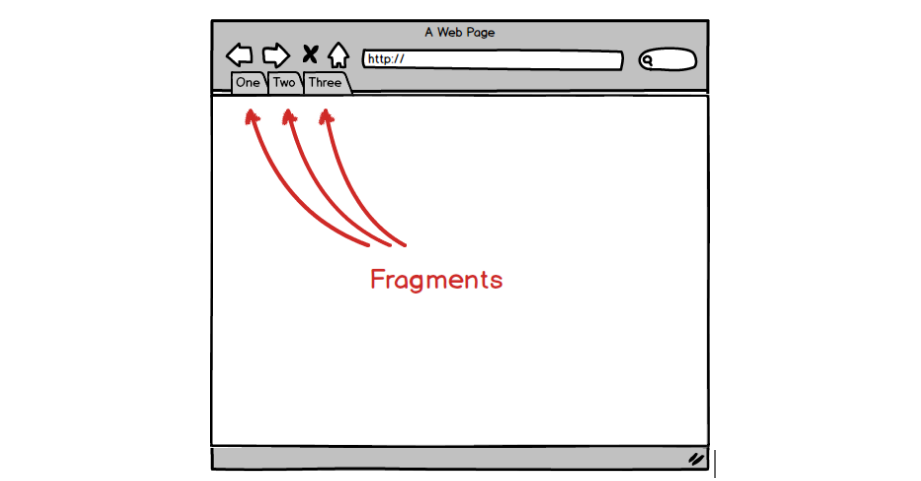 A Web Page
http://
One Two Three
Fragments